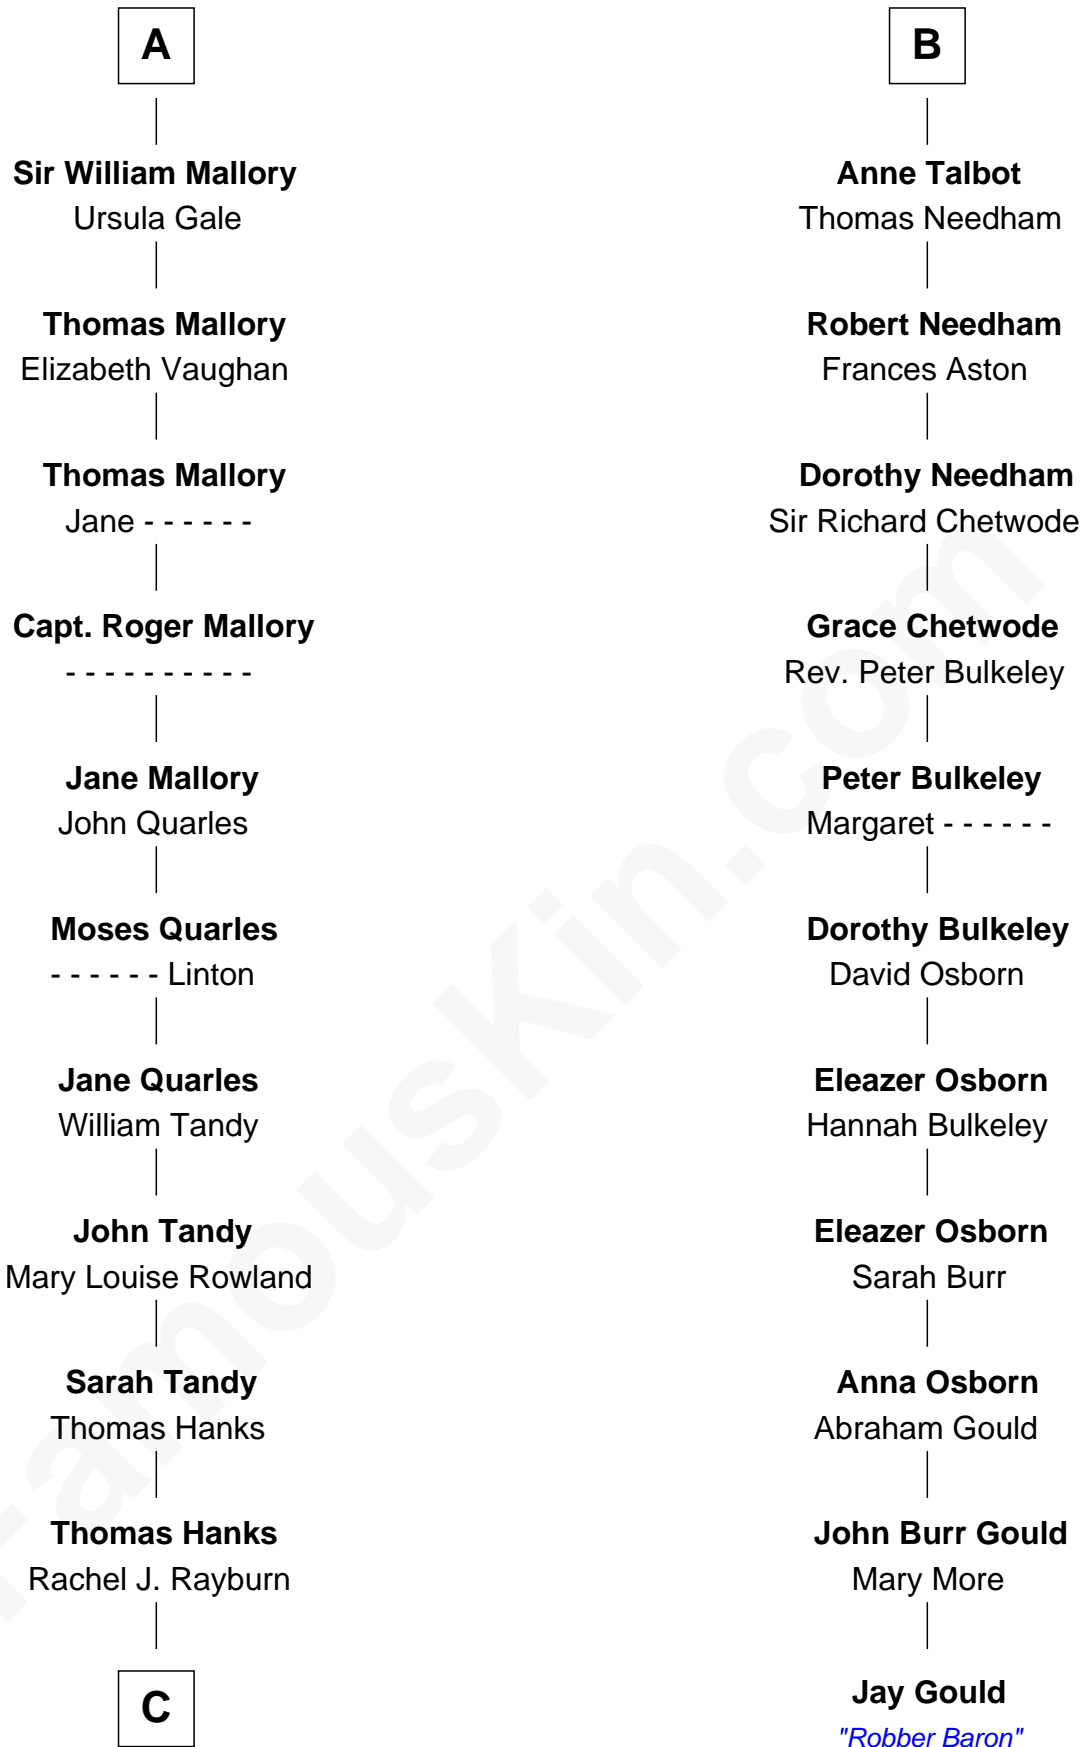 A
Sir William Mallory
Ursula Gale
Thomas Mallory
Elizabeth Vaughan
Thomas Mallory
Jane - - - - - -
Capt. Roger Mallory
- - - - - - - - - -
Jane Mallory
John Quarles
Moses Quarles
- - - - - - Linton
Jane Quarles
William Tandy
John Tandy
Mary Louise Rowland
Sarah Tandy
Thomas Hanks
Thomas Hanks
Rachel J. Rayburn
C
B
Anne Talbot
Thomas Needham
Robert Needham
Frances Aston
Dorothy Needham
Sir Richard Chetwode
Grace Chetwode
Rev. Peter Bulkeley
Peter Bulkeley
Margaret - - - - - -
Dorothy Bulkeley
David Osborn
Eleazer Osborn
Hannah Bulkeley
Eleazer Osborn
Sarah Burr
Anna Osborn
Abraham Gould
John Burr Gould
Mary More
Jay Gould
"Robber Baron"
FamousKin.com